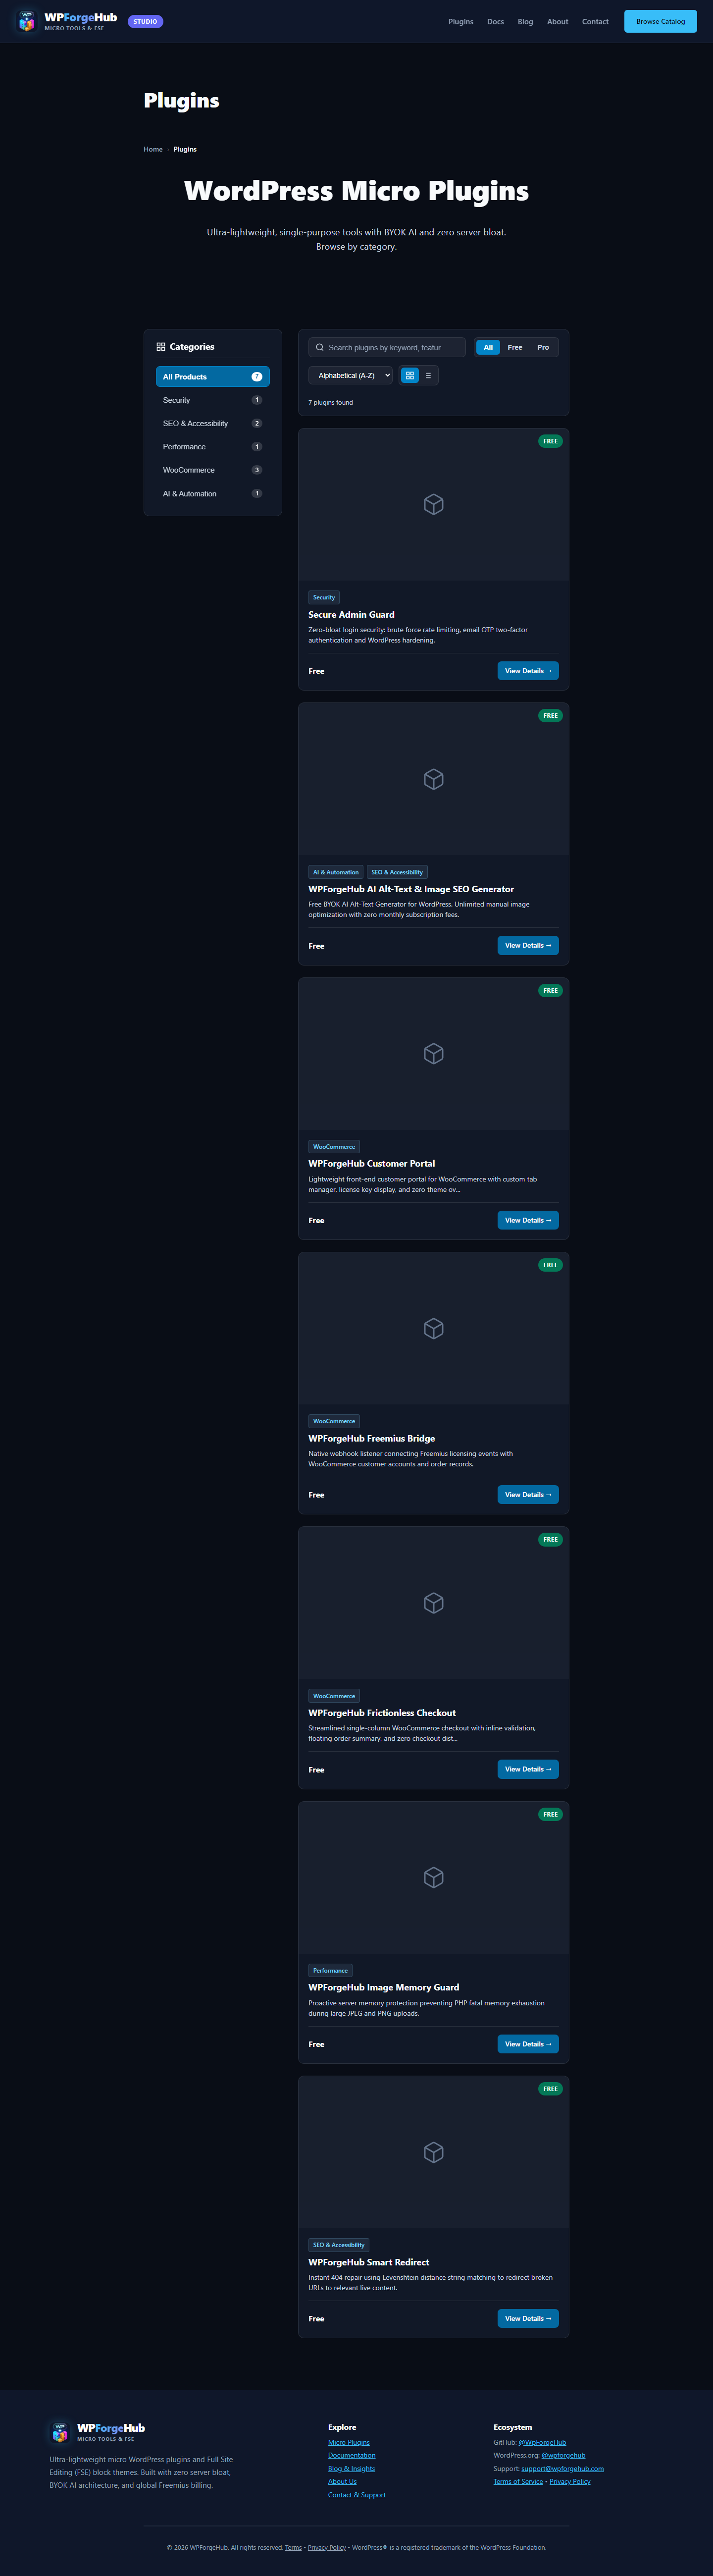 WPForgeHub
MICRO TOOLS & FSE
STUDIO
Plugins
Docs
Blog
About
Contact
Browse Catalog
Plugins
Home › Plugins
WordPress Micro Plugins
Ultra-lightweight, single-purpose tools with BYOK AI and zero server bloat.
Browse by category.
Categories
All Products 7
Security 1
SEO & Accessibility 2
Performance 1
WooCommerce 3
AI & Automation 1
Search plugins by keyword, featur
All Free Pro
Alphabetical (A-Z)
7 plugins found
FREE
Security
Secure Admin Guard
Zero-bloat login security: brute force rate limiting, email OTP two-factor
authentication and WordPress hardening.
Free
View Details →
FREE
AI & Automation SEO & Accessibility
WPForgeHub AI Alt-Text & Image SEO Generator
Free BYOK AI Alt-Text Generator for WordPress. Unlimited manual image
optimization with zero monthly subscription fees.
Free
View Details →
FREE
WooCommerce
WPForgeHub Customer Portal
Lightweight front-end customer portal for WooCommerce with custom tab
manager, license key display, and zero theme ov...
Free
View Details →
FREE
WooCommerce
WPForgeHub Freemius Bridge
Native webhook listener connecting Freemius licensing events with
WooCommerce customer accounts and order records.
Free
View Details →
FREE
WooCommerce
WPForgeHub Frictionless Checkout
Streamlined single-column WooCommerce checkout with inline validation,
floating order summary, and zero checkout dist...
Free
View Details →
FREE
Performance
WPForgeHub Image Memory Guard
Proactive server memory protection preventing PHP fatal memory exhaustion
during large JPEG and PNG uploads.
Free
View Details →
FREE
SEO & Accessibility
WPForgeHub Smart Redirect
Instant 404 repair using Levenshtein distance string matching to redirect broken
URLs to relevant live content.
Free
View Details →
WPForgeHub
MICRO TOOLS & FSE
Ultra-lightweight micro WordPress plugins and Full Site
Editing (FSE) block themes. Built with zero server bloat,
BYOK AI architecture, and global Freemius billing.
Explore
Micro Plugins
Documentation
Blog & Insights
About Us
Contact & Support
Ecosystem
GitHub: @WpForgeHub
WordPress.org: @wpforgehub
Support: support@wpforgehub.com
Terms of Service • Privacy Policy
© 2026 WPForgeHub. All rights reserved. Terms • Privacy Policy • WordPress® is a registered trademark of the WordPress Foundation.